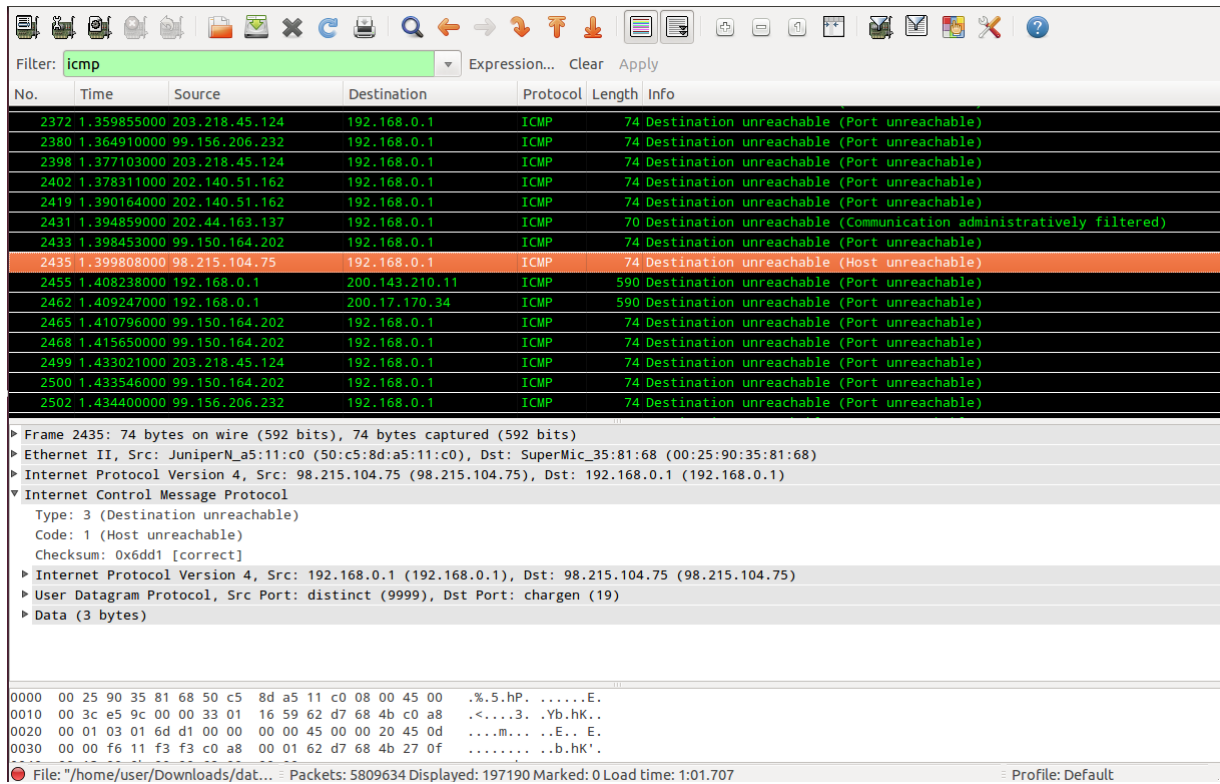 Filter: icmp Expression... Clear Apply
No. Time Source Destination Protocol Length Info
2372 1.359855000 203.218.45.124 192.168.0.1 ICMP 74 Destination unreachable (Port unreachable)
2380 1.364910000 99.156.206.232 192.168.0.1 ICMP 74 Destination unreachable (Port unreachable)
2398 1.377103000 203.218.45.124 192.168.0.1 ICMP 74 Destination unreachable (Port unreachable)
2402 1.378311000 202.140.51.162 192.168.0.1 ICMP 74 Destination unreachable (Port unreachable)
2419 1.390164000 202.140.51.162 192.168.0.1 ICMP 74 Destination unreachable (Port unreachable)
2431 1.394859000 202.44.163.137 192.168.0.1 ICMP 70 Destination unreachable (Communication administratively filtered)
2433 1.398453000 99.150.164.202 192.168.0.1 ICMP 74 Destination unreachable (Port unreachable)
2435 1.399808000 98.215.104.75 192.168.0.1 ICMP 74 Destination unreachable (Host unreachable)
2455 1.408238000 192.168.0.1 200.143.210.11 ICMP 590 Destination unreachable (Port unreachable)
2462 1.409247000 192.168.0.1 200.17.170.34 ICMP 590 Destination unreachable (Port unreachable)
2465 1.410796000 99.150.164.202 192.168.0.1 ICMP 74 Destination unreachable (Port unreachable)
2468 1.415650000 99.150.164.202 192.168.0.1 ICMP 74 Destination unreachable (Port unreachable)
2499 1.433021000 203.218.45.124 192.168.0.1 ICMP 74 Destination unreachable (Port unreachable)
2500 1.433546000 99.150.164.202 192.168.0.1 ICMP 74 Destination unreachable (Port unreachable)
2502 1.434400000 99.156.206.232 192.168.0.1 ICMP 74 Destination unreachable (Port unreachable)
Frame 2435: 74 bytes on wire (592 bits), 74 bytes captured (592 bits)
Ethernet II, Src: JuniperN_a5:11:c0 (50:c5:8d:a5:11:c0), Dst: SuperMic_35:81:68 (00:25:90:35:81:68)
Internet Protocol Version 4, Src: 98.215.104.75 (98.215.104.75), Dst: 192.168.0.1 (192.168.0.1)
Internet Control Message Protocol
Type: 3 (Destination unreachable)
Code: 1 (Host unreachable)
Checksum: 0x6dd1 [correct]
Internet Protocol Version 4, Src: 192.168.0.1 (192.168.0.1), Dst: 98.215.104.75 (98.215.104.75)
User Datagram Protocol, Src Port: distinct (9999), Dst Port: chargen (19)
Data (3 bytes)
0000 00 25 90 35 81 68 50 c5 8d a5 11 c0 08 00 45 00 .%.5.hP. ......E.
0010 00 3c e5 9c 00 00 33 01 16 59 62 d7 68 4b c0 a8 .<....3. .Yb.hK..
0020 00 01 03 01 6d d1 00 00 00 00 45 00 00 20 45 0d ....m... ..E.. E.
0030 00 00 f6 11 f3 f3 c0 a8 00 01 62 d7 68 4b 27 0f ........ ..b.hK'.
File: "/home/user/Downloads/dat... Packets: 5809634 Displayed: 197190 Marked: 0 Load time: 1:01.707 Profile: Default